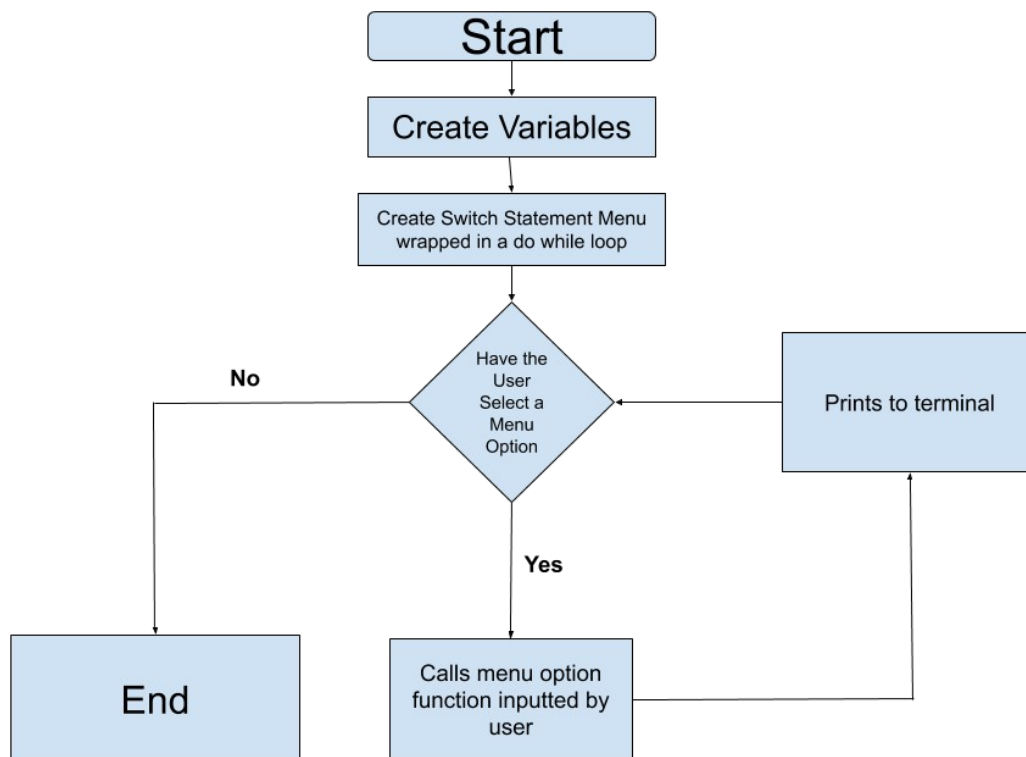 Start
Create Variables
Create Switch Statement Menu
wrapped in a do while loop
Have the
User
Select a
Menu
Option
No
Prints to terminal
Yes
End
Calls menu option
function inputted by
user